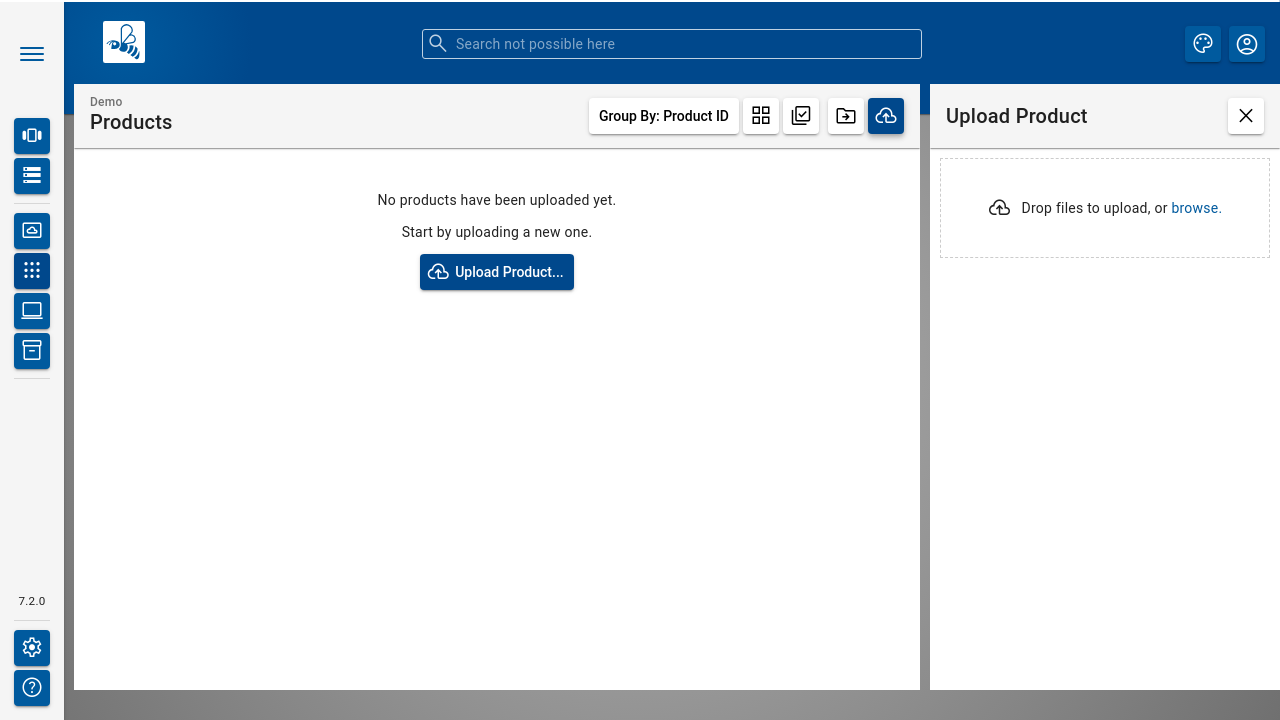 Search not possible here
Demo
Products
Group By: Product ID
Upload Product
No products have been uploaded yet.
Start by uploading a new one.
Upload Product...
Drop files to upload, or browse.
7.2.0